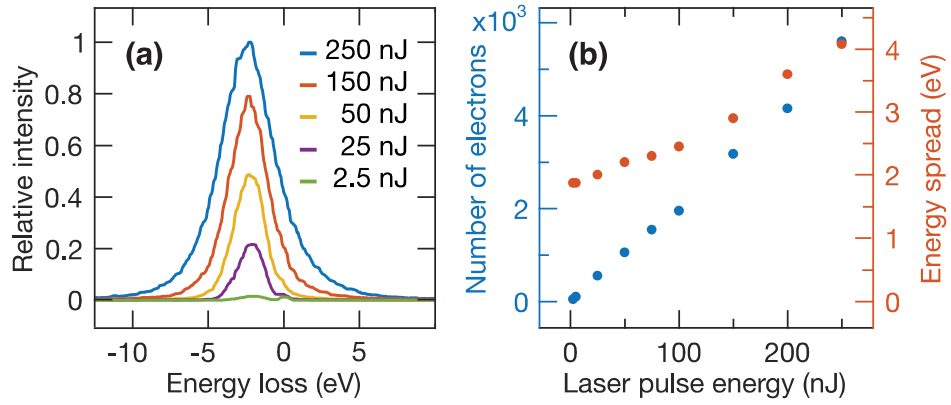 (a)
250 nJ
150 nJ
50 nJ
25 nJ
2.5 nJ
1
0.8
0.6
0.4
0.2
0
Relative intensity
-10 -5 0
Energy loss (eV)
×10³
(b)
4
2
0
Number of electrons
4
3
2
1
0
Energy spread (eV)
0 100 200
Laser pulse energy (nJ)